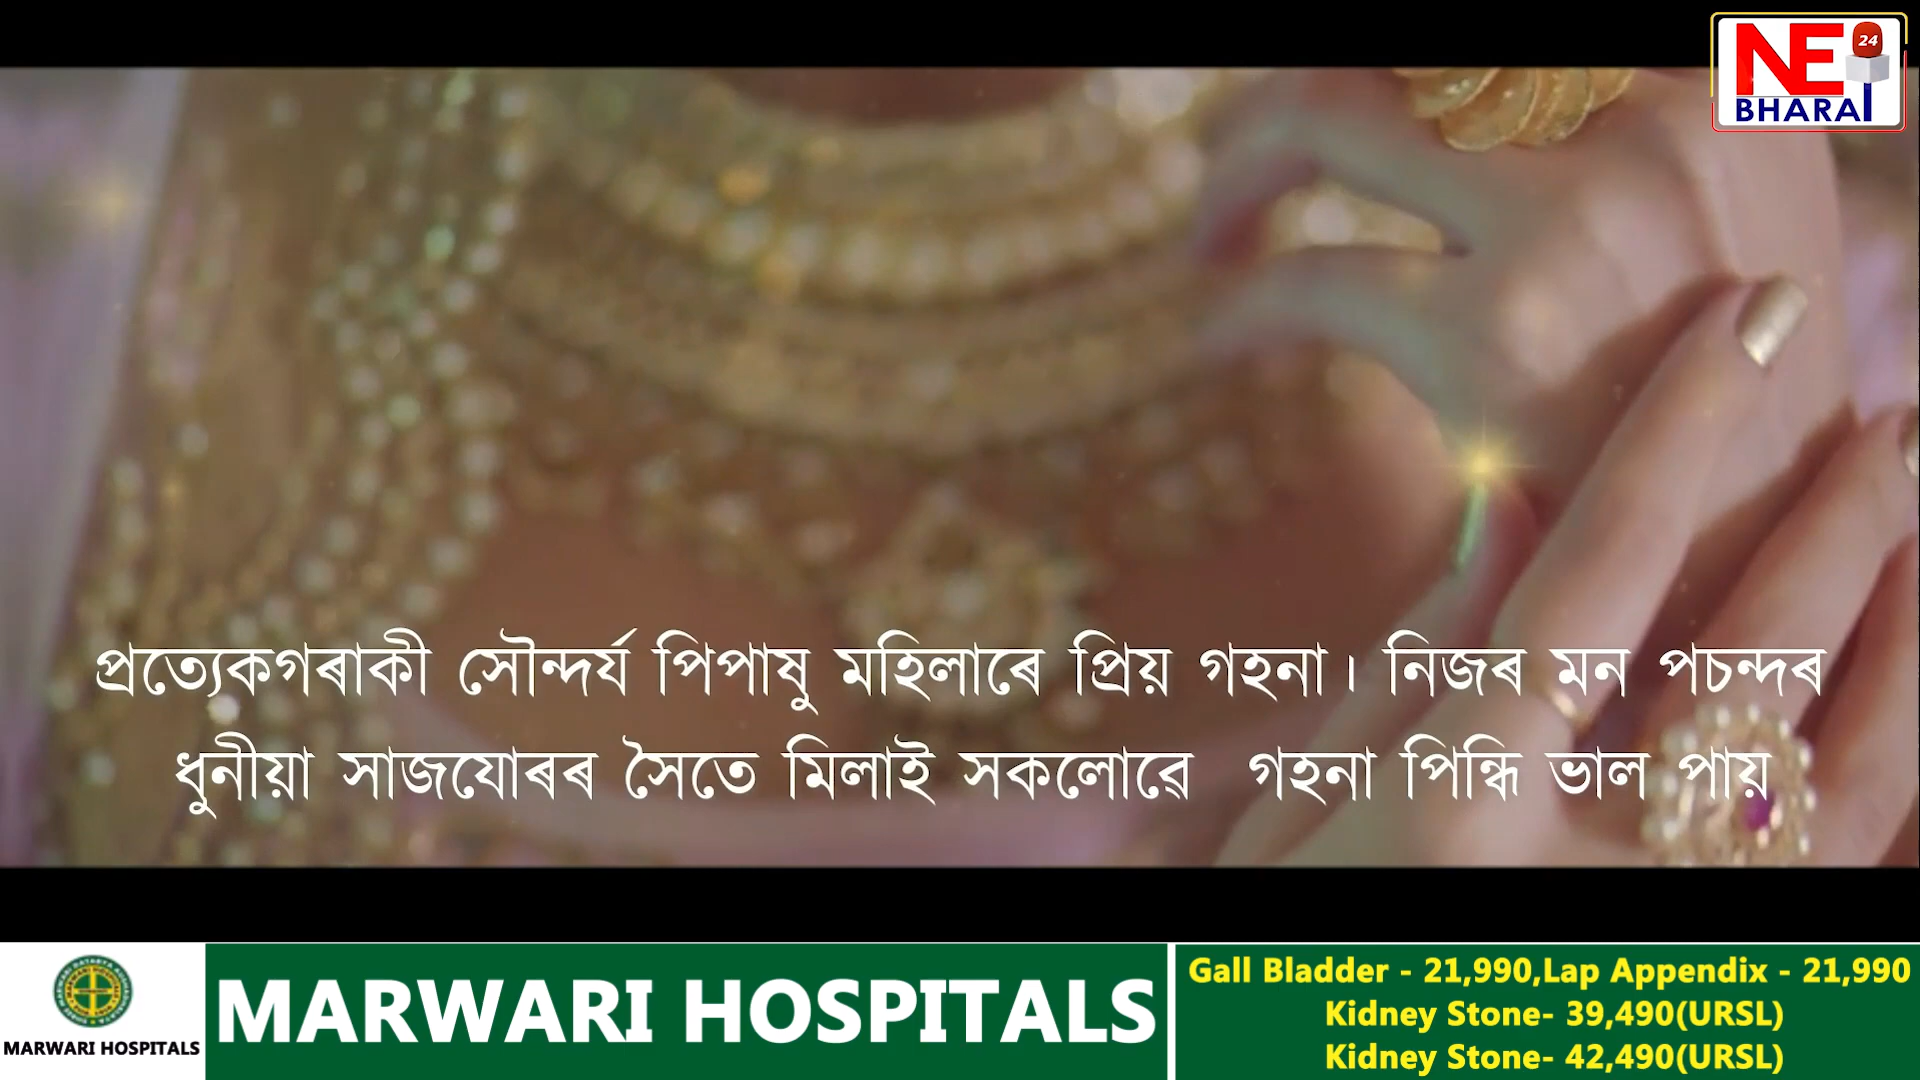 NE 24
BHARAT
প্ৰত্যেকগৰাকী সৌন্দৰ্য পিপাষু মহিলাৰে প্ৰিয় গহনা। নিজৰ মন পচন্দৰ
ধুনীয়া সাজযোৰৰ সৈতে মিলাই সকলোৱে গহনা পিন্ধি ভাল পায়
MARWARI HOSPITALS
MARWARI HOSPITALS
Gall Bladder - 21,990,Lap Appendix - 21,990
Kidney Stone- 39,490(URSL)
Kidney Stone- 42,490(URSL)